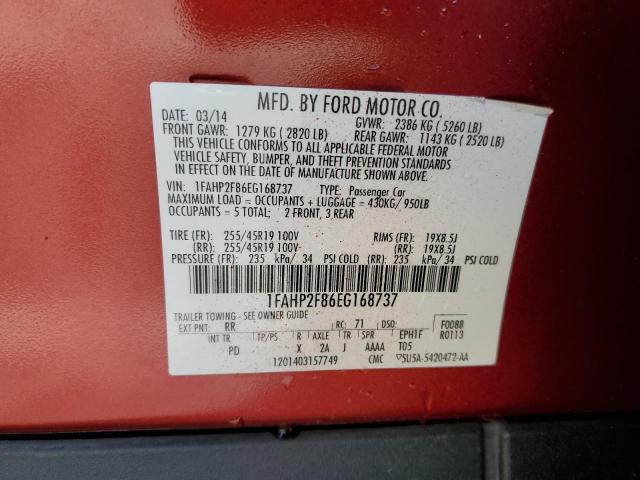 MFD. BY FORD MOTOR CO.
DATE: 03/14 GVWR: 2386 KG ( 5260 LB)
FRONT GAWR: 1279 KG ( 2820 LB) REAR GAWR: 1143 KG ( 2520 LB)
THIS VEHICLE CONFORMS TO ALL APPLICABLE FEDERAL MOTOR
VEHICLE SAFETY, BUMPER, AND THEFT PREVENTION STANDARDS
IN EFFECT ON THE DATE OF MANUFACTURE SHOWN ABOVE.
VIN: 1FAHP2F86EG168737 TYPE: Passenger Car
MAXIMUM LOAD = OCCUPANTS + LUGGAGE = 430KG/ 950LB
OCCUPANTS = 5 TOTAL; 2 FRONT, 3 REAR
TIRE (FR): 255/45R19 100V RIMS (FR): 19X8.5J
(RR): 255/45R19 100V (RR): 19X8.5J
PRESSURE (FR): 235 kPa/ 34 PSI COLD (RR): 235 kPa/ 34 PSI COLD
1FAHP2F86EG168737
TRAILER TOWING - SEE OWNER GUIDE
EXT PNT: RR RC: 71 DSO: F0088
INT TR TP/PS R AXLE TR SPR EPH1F R0113
PD X 2A J AAAA T05
1201403157749 CMC ▽5U5A-5420472-AA